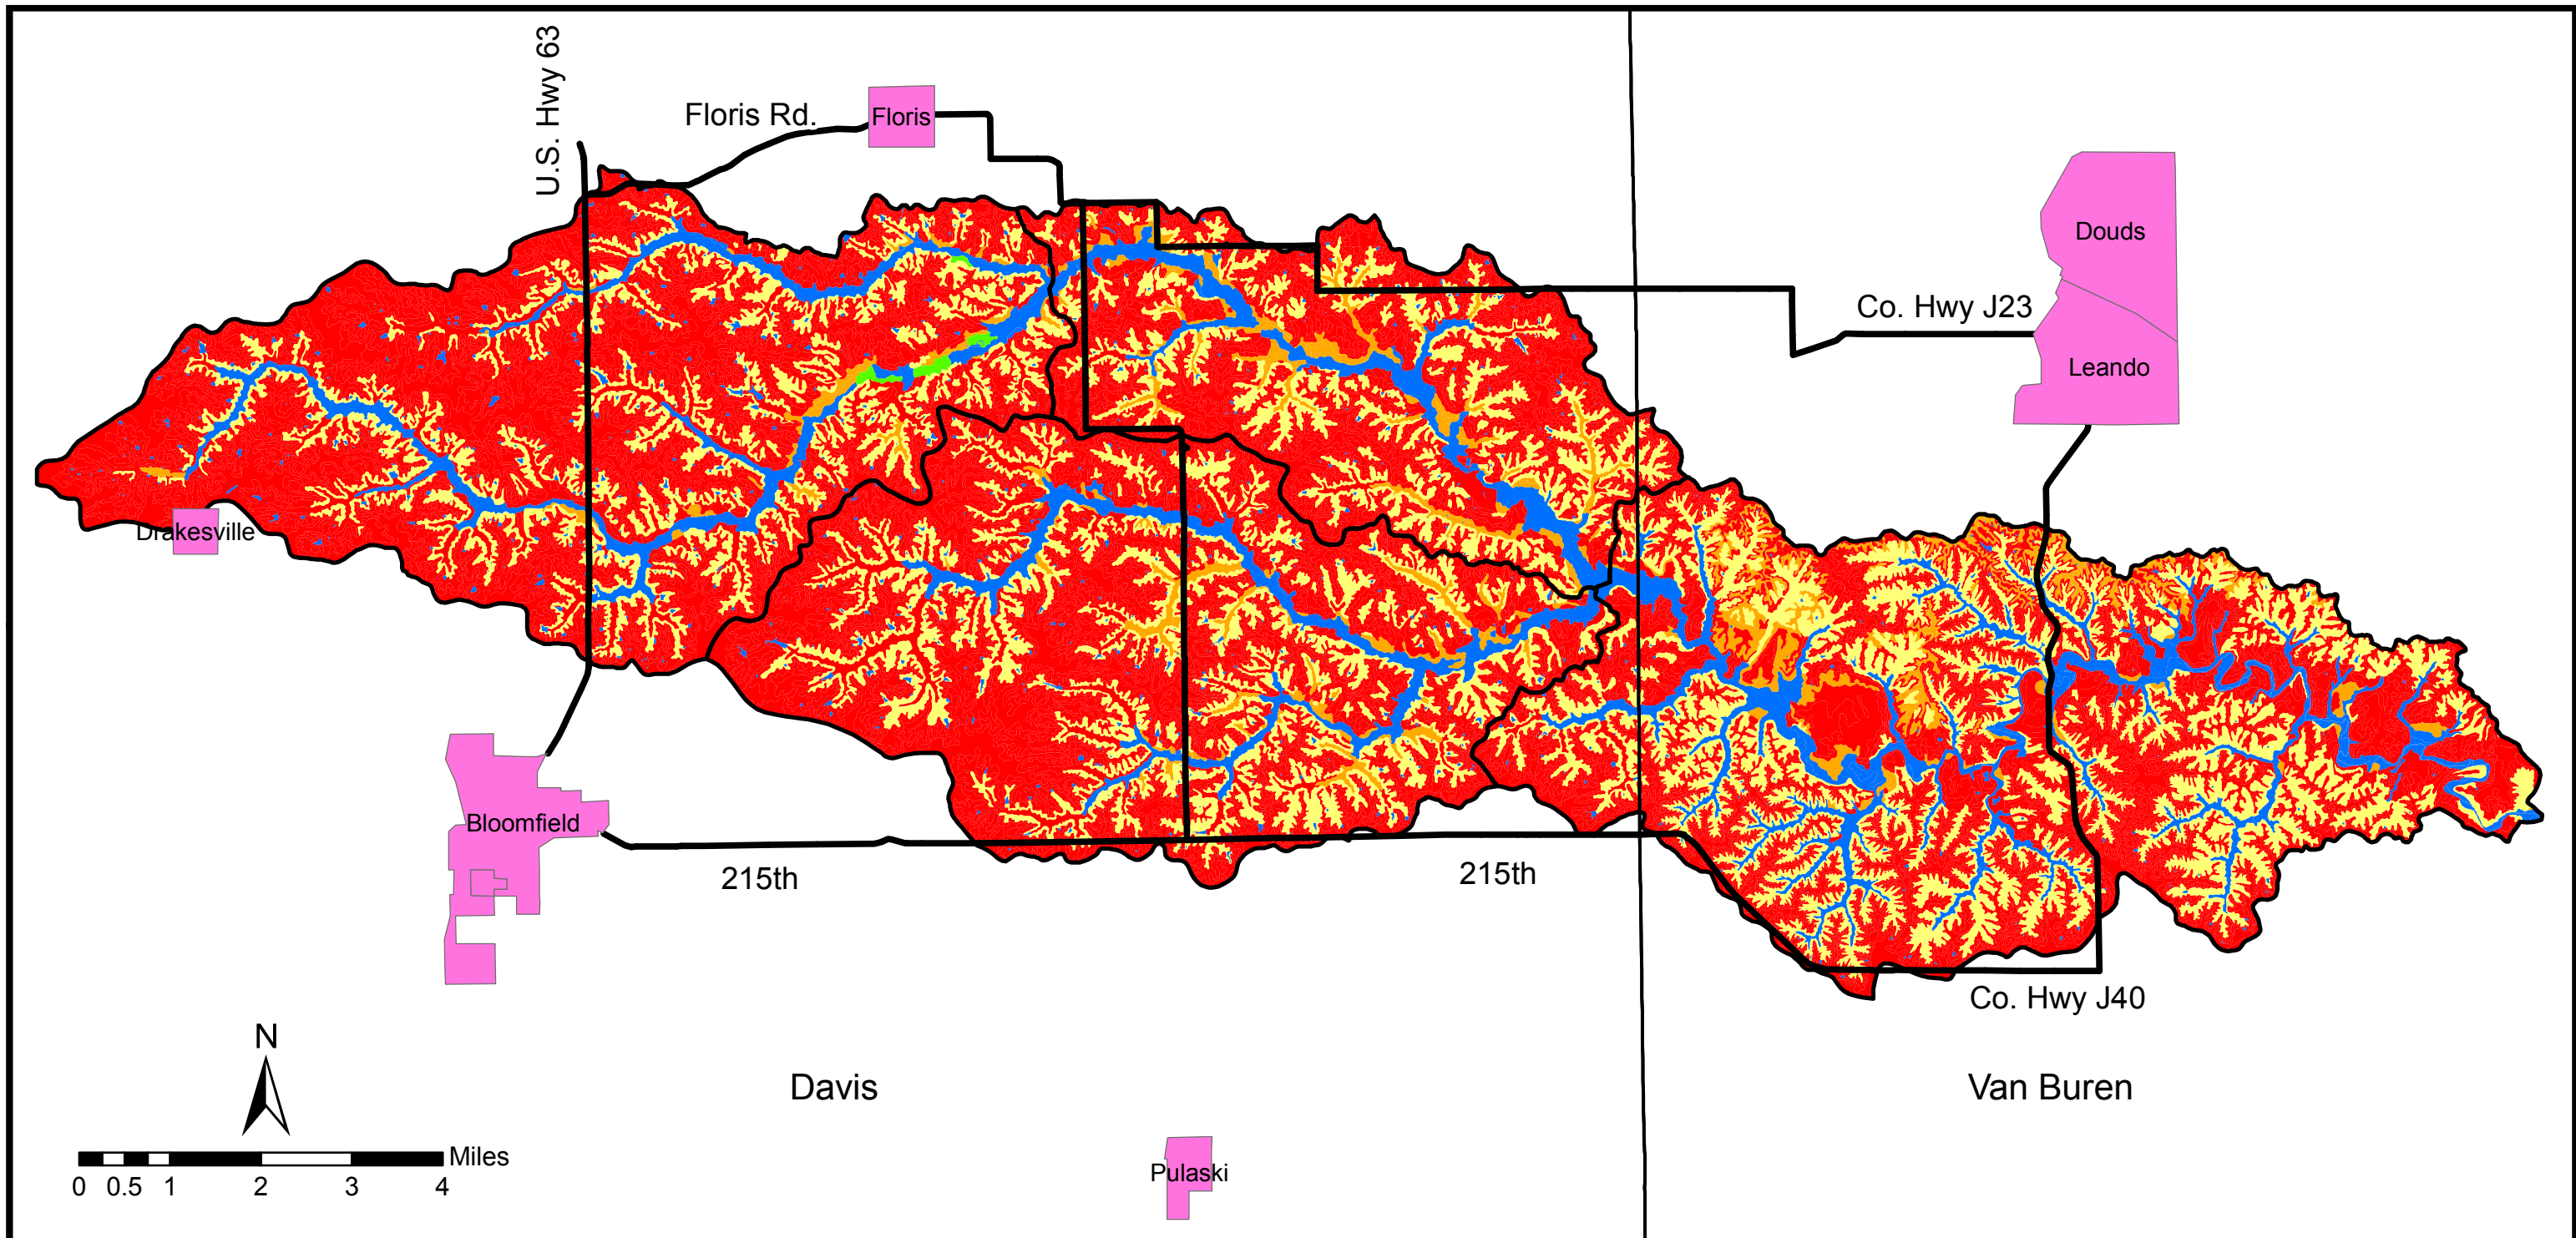 U.S. Hwy 63
Floris Rd.
Floris
Douds
Co. Hwy J23
Leando
Drakesville
Bloomfield
215th
215th
Co. Hwy J40
N
Davis
Van Buren
Miles
0 0.5 1 2 3 4
Pulaski